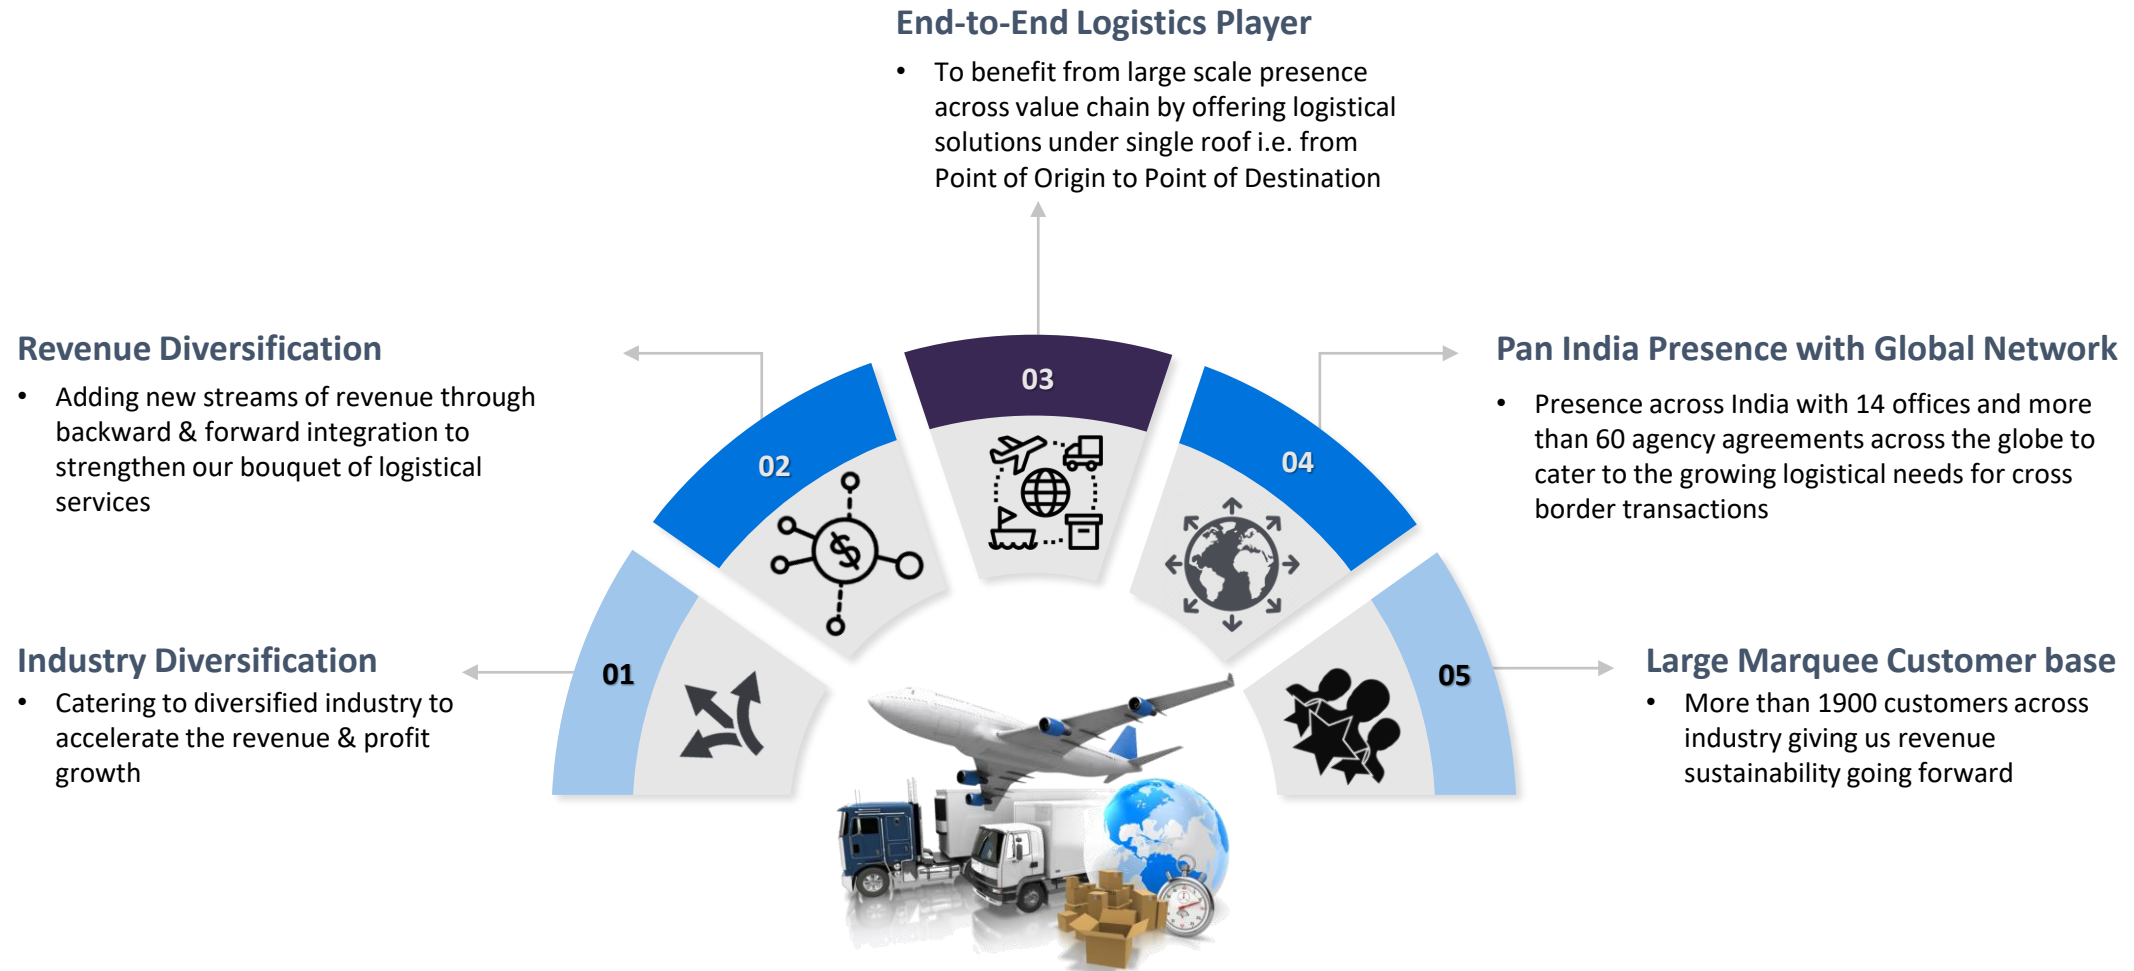 End-to-End Logistics Player
• To benefit from large scale presence
across value chain by offering logistical
solutions under single roof i.e. from
Point of Origin to Point of Destination
Revenue Diversification
• Adding new streams of revenue through
backward & forward integration to
strengthen our bouquet of logistical
services
Industry Diversification
• Catering to diversified industry to
accelerate the revenue & profit
growth
01
02
03
04
05
Pan India Presence with Global Network
• Presence across India with 14 offices and more
than 60 agency agreements across the globe to
cater to the growing logistical needs for cross
border transactions
Large Marquee Customer base
• More than 1900 customers across
industry giving us revenue
sustainability going forward